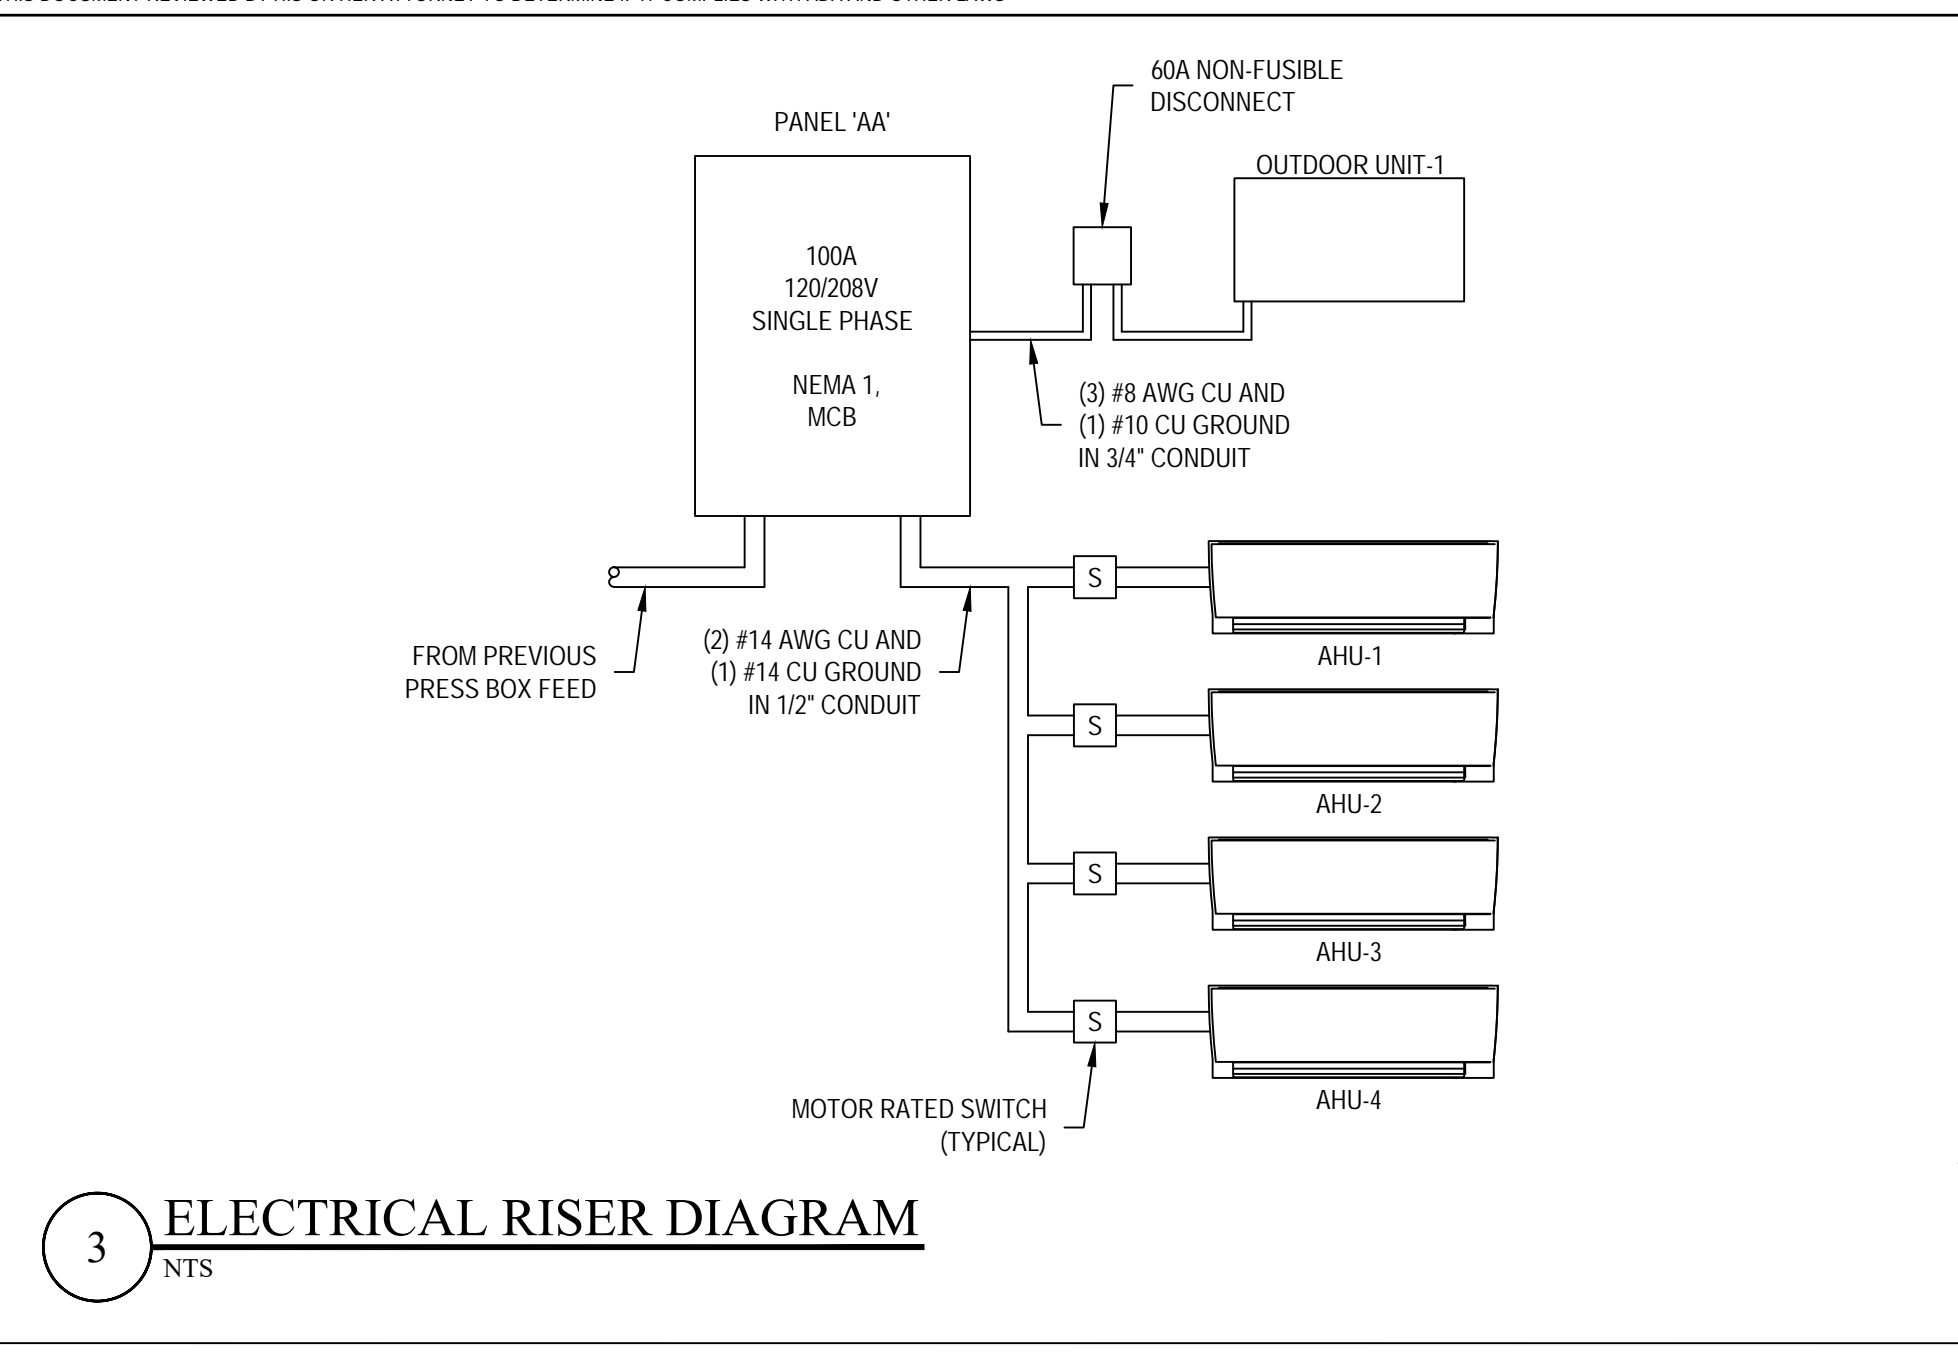 60A NON-FUSIBLE
DISCONNECT
PANEL 'AA'
OUTDOOR UNIT-1
100A
120/208V
SINGLE PHASE
NEMA 1,
MCB
(3) #8 AWG CU AND
(1) #10 CU GROUND
IN 3/4" CONDUIT
S
FROM PREVIOUS
PRESS BOX FEED
(2) #14 AWG CU AND
(1) #14 CU GROUND
IN 1/2" CONDUIT
AHU-1
S
AHU-2
S
AHU-3
S
AHU-4
MOTOR RATED SWITCH
(TYPICAL)
3
ELECTRICAL RISER DIAGRAM
NTS